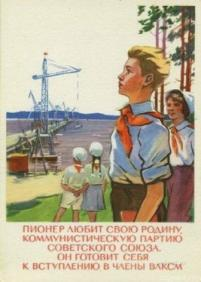 ПИОНЕР ЛЮБИТ СВОЮ РОДИНУ,
КОММУНИСТИЧЕСКУЮ ПАРТИЮ
СОВЕТСКОГО СОЮЗА.
ОН ГОТОВИТ СЕБЯ
К ВСТУПЛЕНИЮ В ЧЛЕНЫ ВЛКСМ